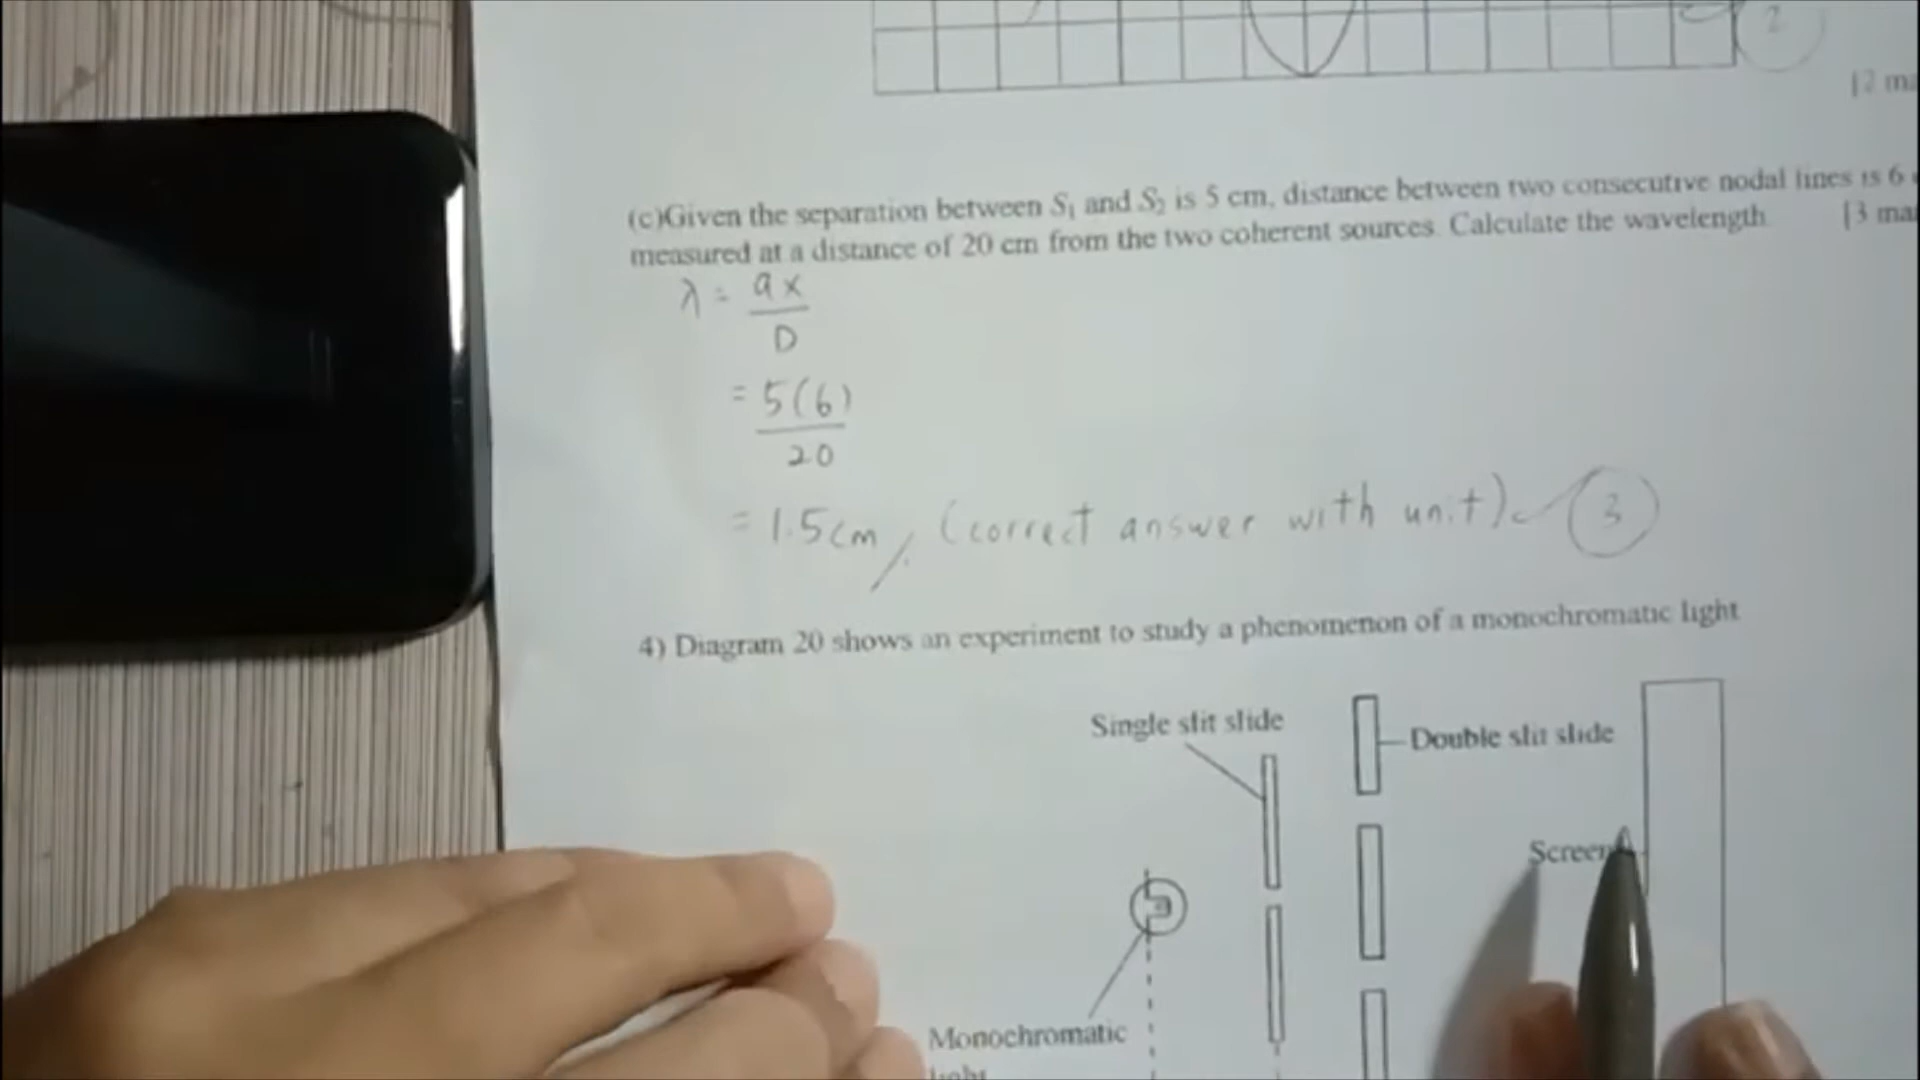 2
[2
(c)Given the separation between S₁ and S₂ is 5 cm, distance between two consecutive nodal lines is 6
measured at a distance of 20 cm from the two coherent sources. Calculate the wavelength. [3
λ = ax
D
= 5(6)
20
= 1.5cm (correct answer with unit) 3
4) Diagram 20 shows an experiment to study a phenomenon of a monochromatic light
Single slit slide
Double slit slide
Screen
Monochromatic
light